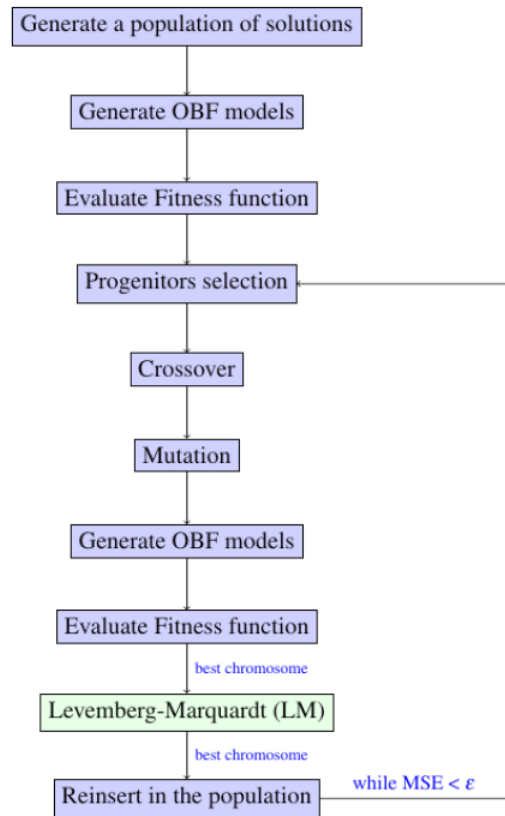 Generate a population of solutions
Generate OBF models
Evaluate Fitness function
Progenitors selection
Crossover
Mutation
Generate OBF models
Evaluate Fitness function
best chromosome
Levemberg-Marquardt (LM)
best chromosome
Reinsert in the population
while MSE < ε